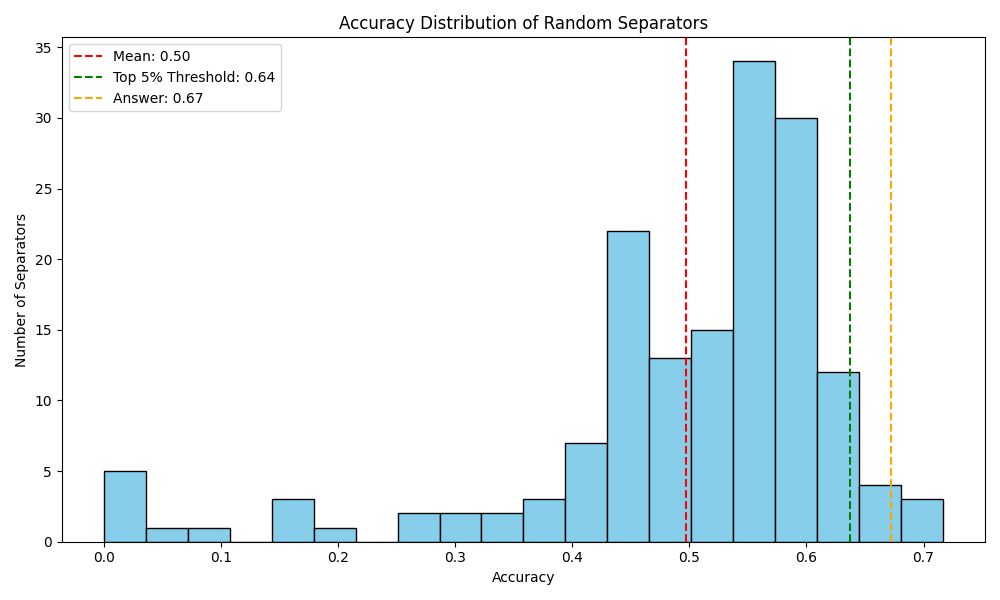 Accuracy Distribution of Random Separators
Mean: 0.50
Top 5% Threshold: 0.64
Answer: 0.67
35
30
25
20
15
10
5
0
Number of Separators
0.0 0.1 0.2 0.3 0.4 0.5 0.6 0.7
Accuracy